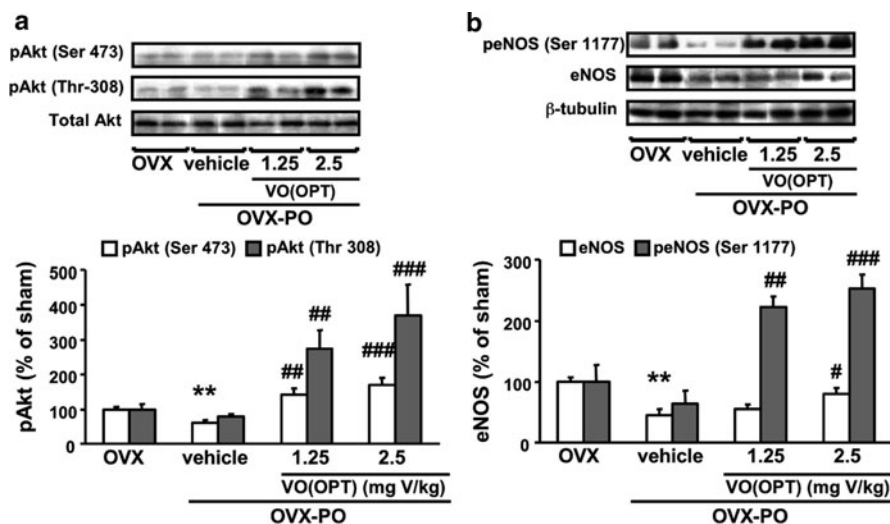 a
pAkt (Ser 473)
pAkt (Thr-308)
Total Akt
OVX vehicle 1.25 2.5
VO(OPT)
OVX-PO
pAkt (Ser 473) pAkt (Thr 308)
pAkt (% of sham)
500
400
300
200
100
0
**
##
##
###
###
OVX vehicle 1.25 2.5
VO(OPT) (mg V/kg)
OVX-PO
b
peNOS (Ser 1177)
eNOS
β-tubulin
OVX vehicle 1.25 2.5
VO(OPT)
OVX-PO
eNOS peNOS (Ser 1177)
eNOS (% of sham)
300
200
100
0
**
##
#
###
OVX vehicle 1.25 2.5
VO(OPT) (mg V/kg)
OVX-PO